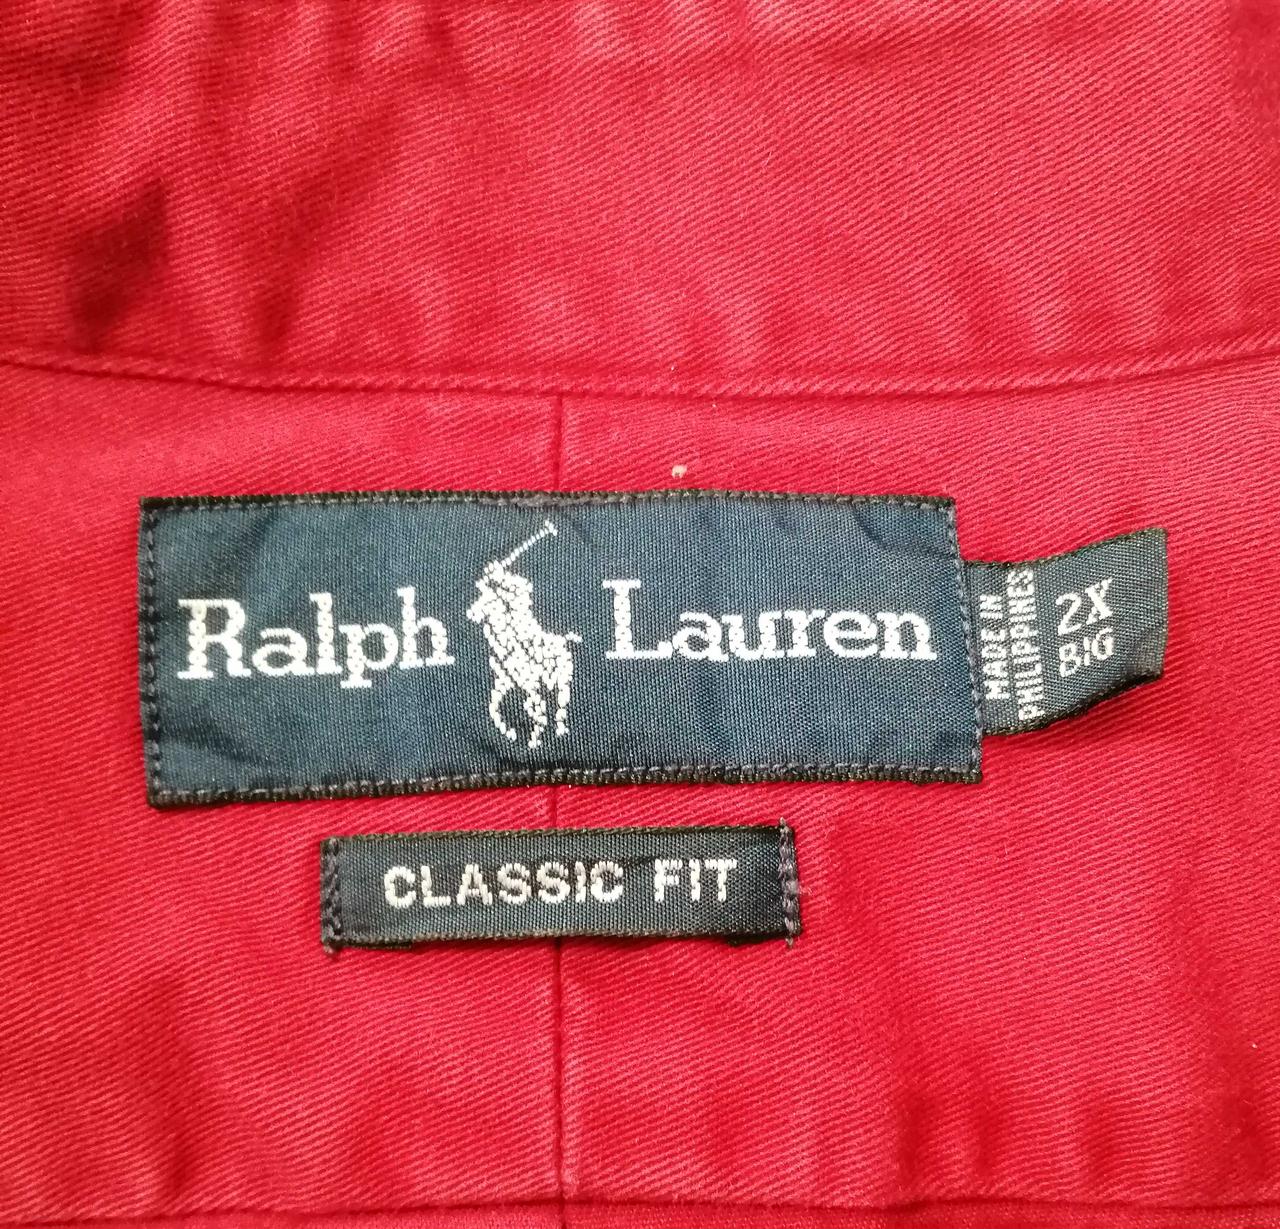 Ralph Lauren
MADE IN
PHILIPPINES
2X
BIG
CLASSIC FIT